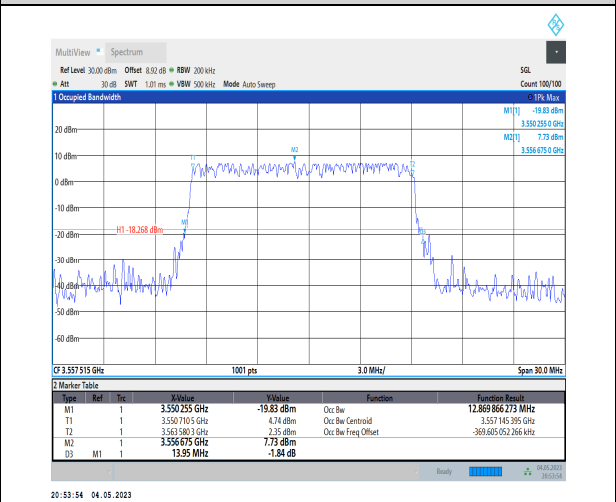 MultiView Spectrum
Ref Level 30.00 dBm Offset 8.92 dB RBW 200 kHz SGL
Att 30 dB SWT 1.01 ms VBW 500 kHz Mode Auto Sweep Count 100/100
1 Occupied Bandwidth 1Pk Max
M1[1] -19.83 dBm
3.550 255 0 GHz
M2[1] 7.73 dBm
3.556 675 0 GHz
20 dBm
10 dBm
M2
T1
T2
0 dBm
-10 dBm
M1
H1 -18.268 dBm
D3
-20 dBm
-30 dBm
-40 dBm
-50 dBm
-60 dBm
CF 3.557 515 GHz 1001 pts 3.0 MHz/ Span 30.0 MHz
2 Marker Table
Type Ref Trc X-Value Y-Value Function Function Result
M1 1 3.550 255 GHz -19.83 dBm Occ Bw 12.869 866 273 MHz
T1 1 3.550 710 5 GHz 4.74 dBm Occ Bw Centroid 3.557 145 395 GHz
T2 1 3.563 580 3 GHz 2.35 dBm Occ Bw Freq Offset -369.605 052 266 kHz
M2 1 3.556 675 GHz 7.73 dBm
D3 M1 1 13.95 MHz -1.84 dB
Ready 04.05.2023
20:53:54
20:53:54 04.05.2023